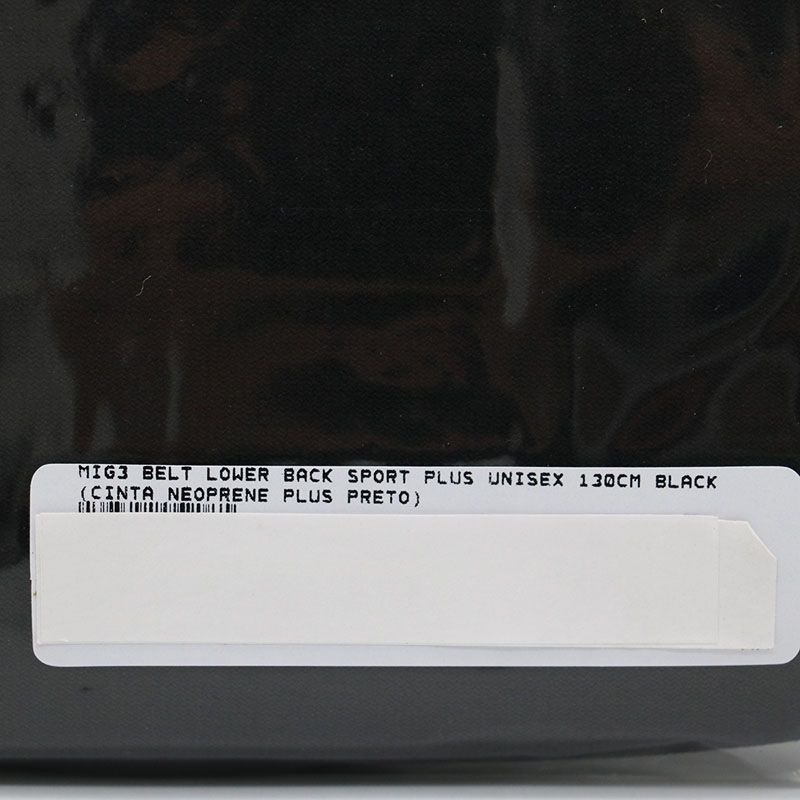 MIG3 BELT LOWER BACK SPORT PLUS UNISEX 130CM BLACK
(CINTA NEOPRENE PLUS PRETO)